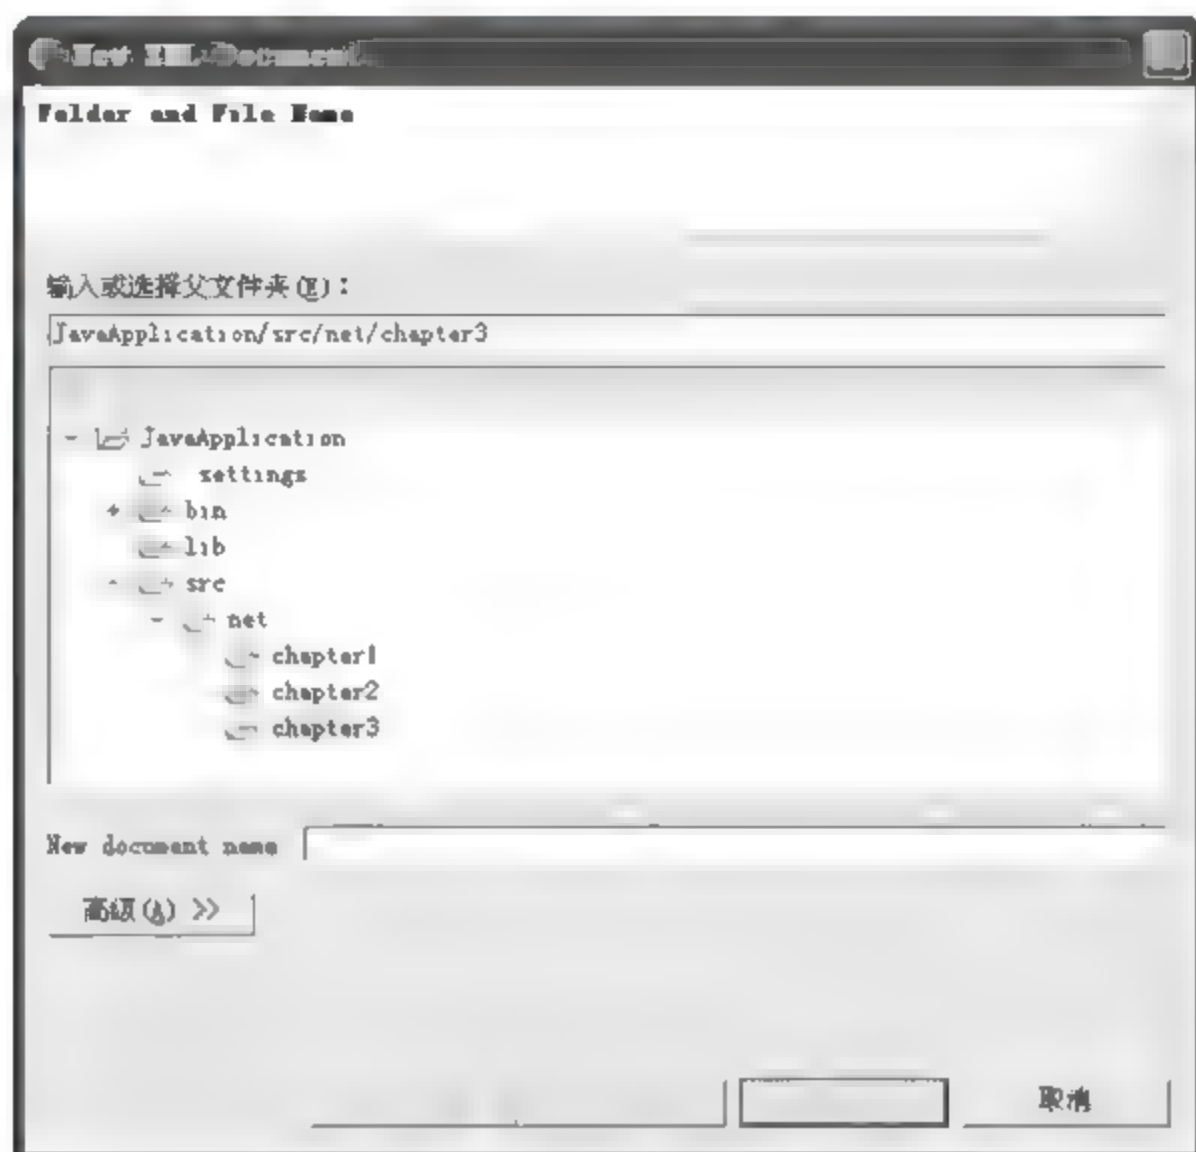 New XML Document
Folder and File Name
输入或选择父文件夹(E):
JavaApplication/src/net/chapter3
JavaApplication
settings
bin
lib
src
net
chapter1
chapter2
chapter3
New document name
高级(A) >>
取消